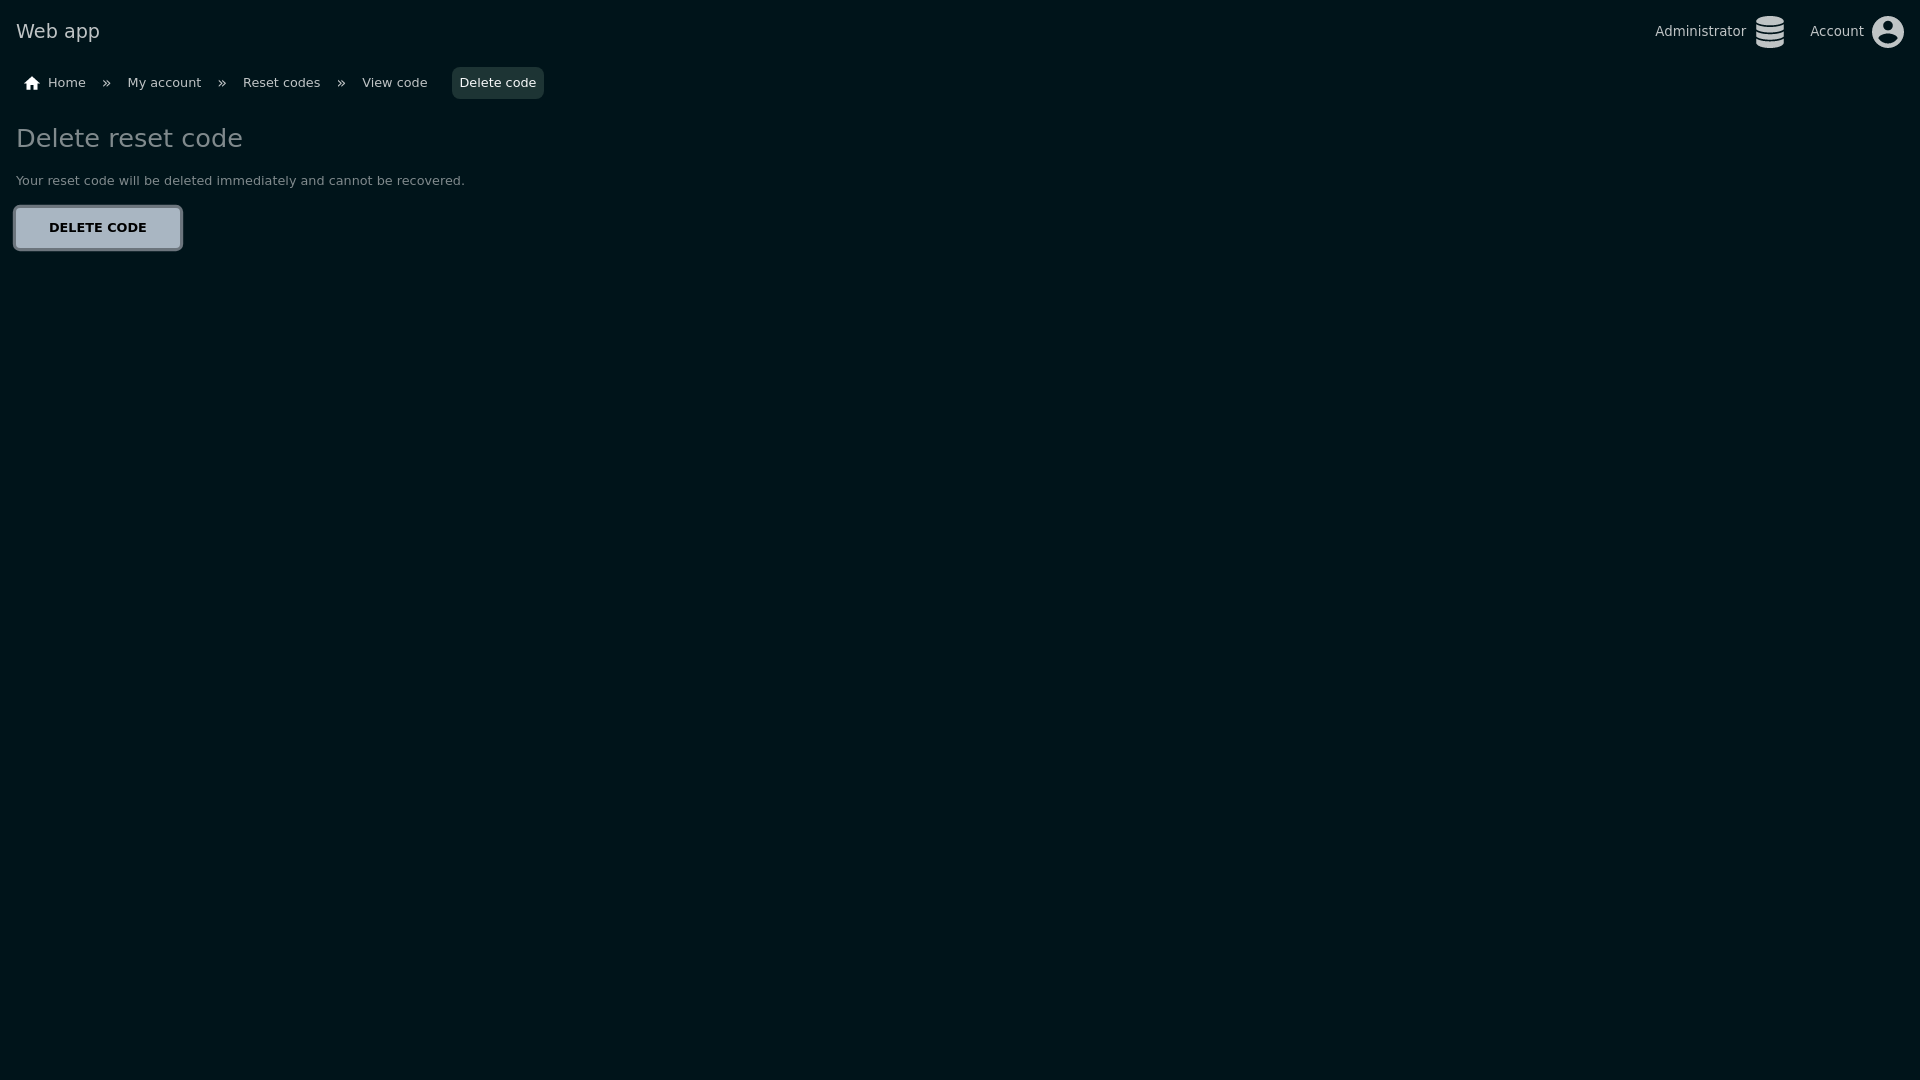 Web app
Administrator
Account
Home » My account » Reset codes » View code Delete code
Delete reset code
Your reset code will be deleted immediately and cannot be recovered.
DELETE CODE